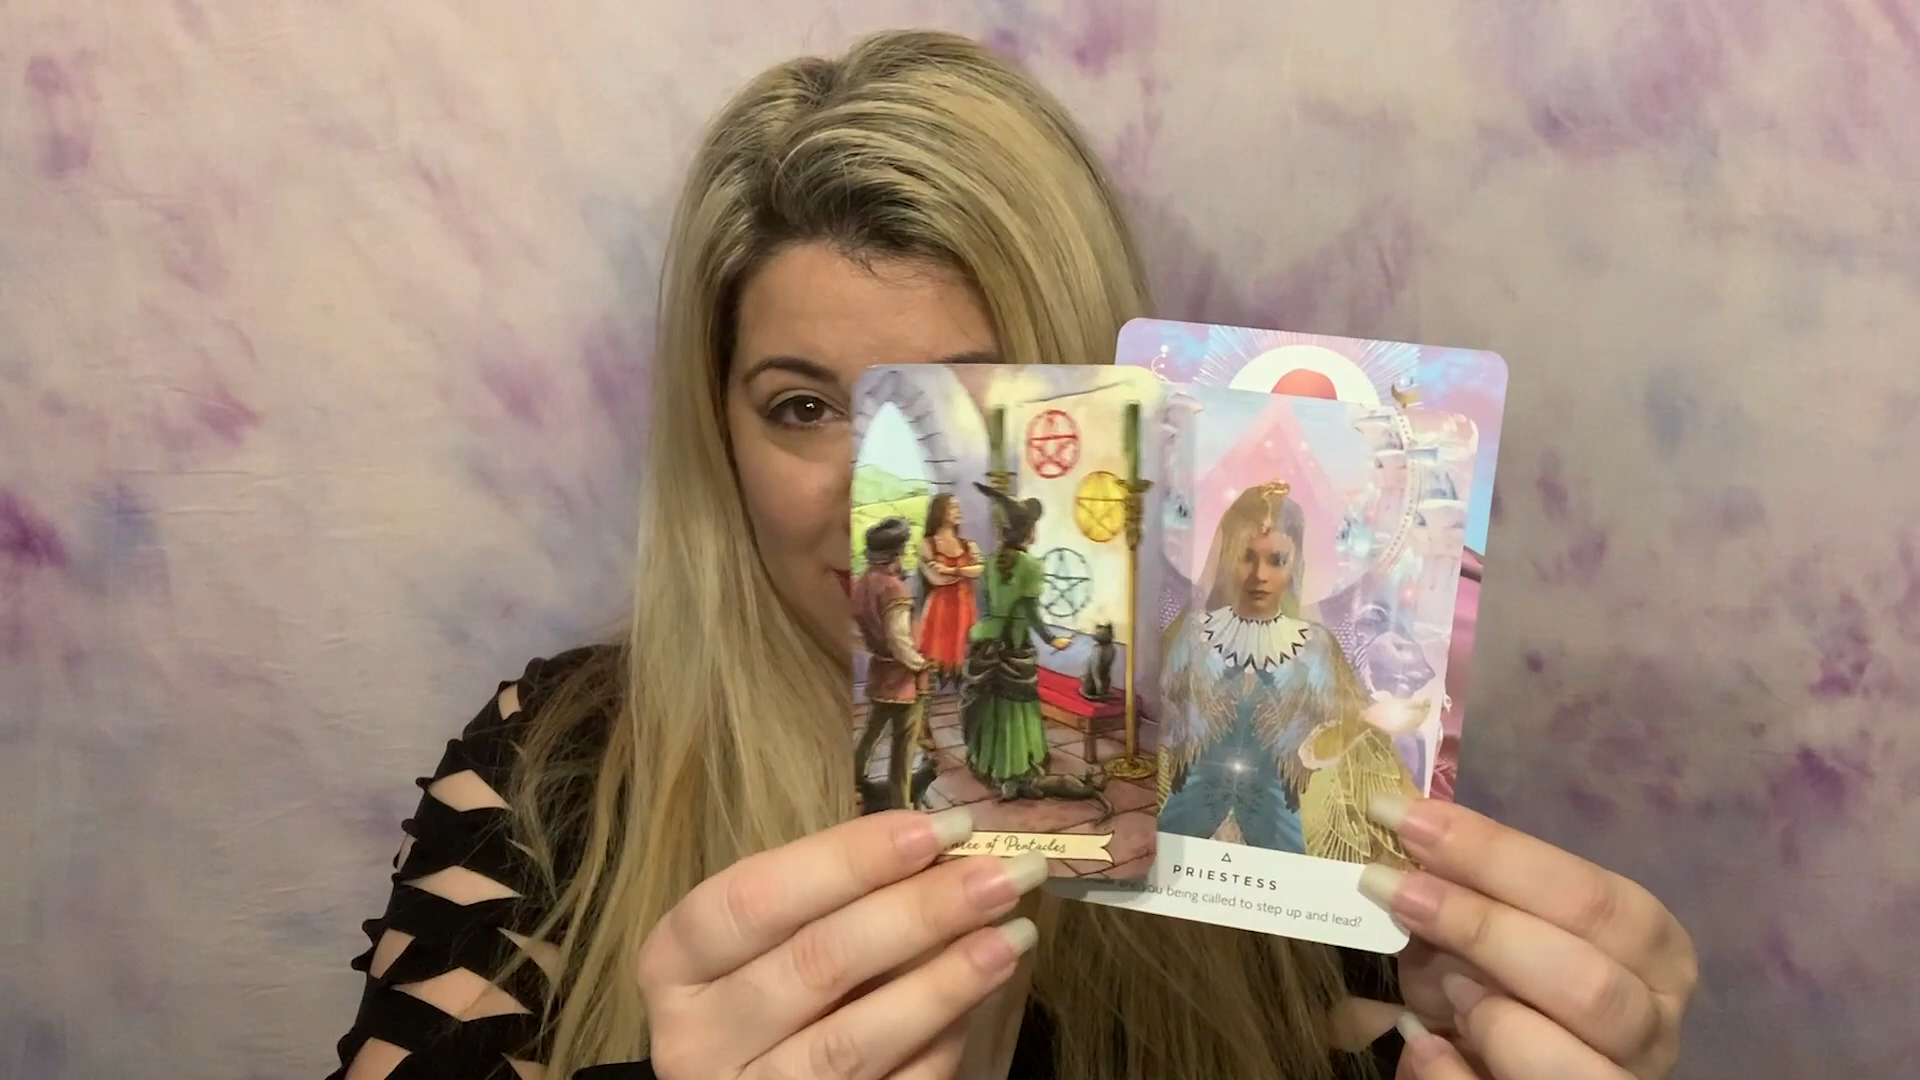 of Pentacles
PRIESTESS
you being called to step up and lead?